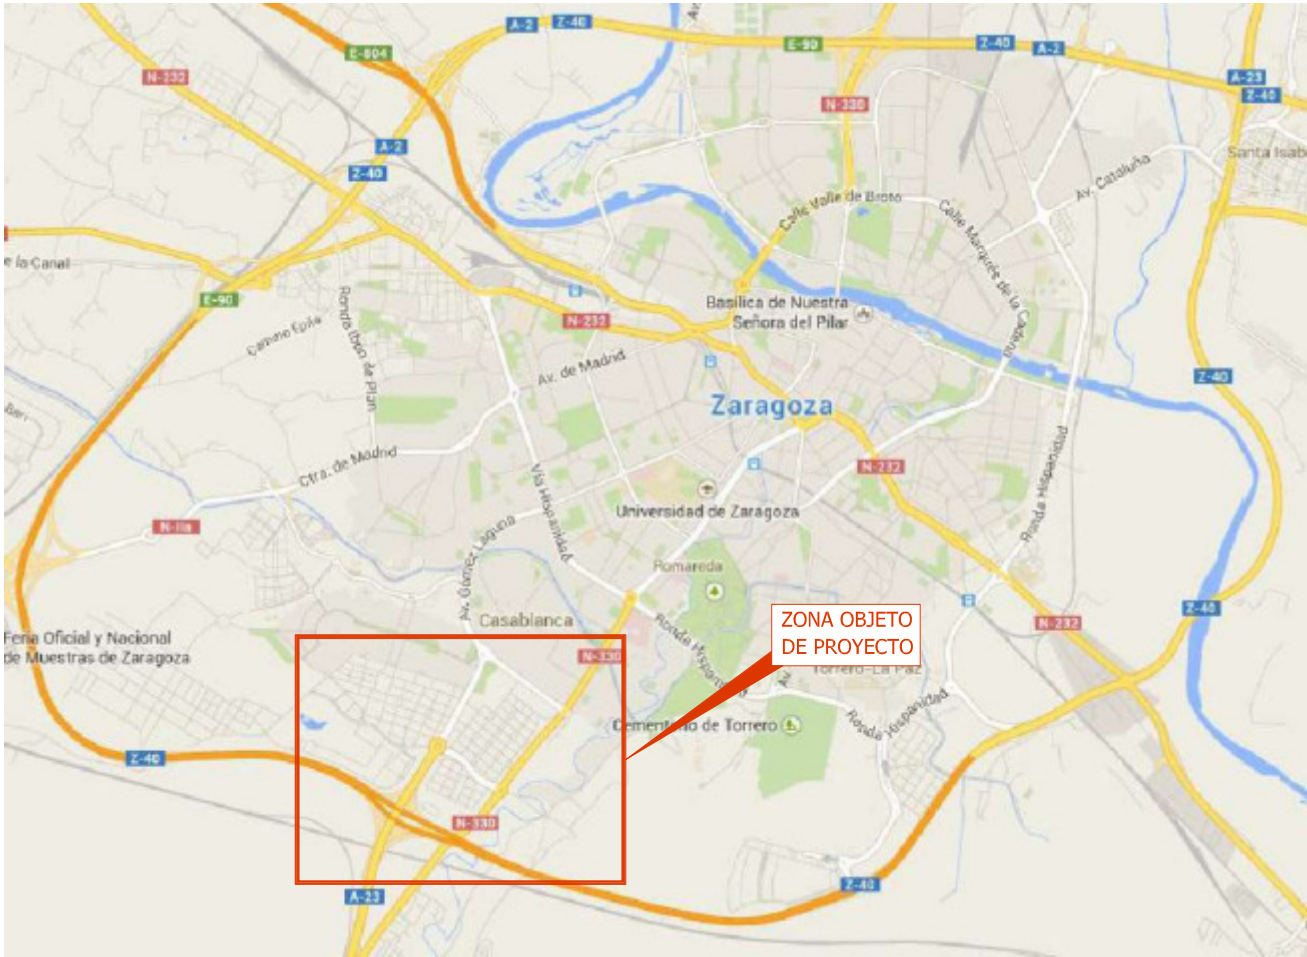 A-2
Z-40
E-804
E-90
Z-40
A-2
N-232
A-23
Z-40
N-330
A-2
Santa Isab
Z-40
Av. Cataluña
Calle Valle de Broto
Calle Marqués de la Cadena
e la Canal
E-90
Ronda Ibón de Plan
Basílica de Nuestra
Señora del Pilar
N-232
Camino Epila
Av. de Madrid
Z-40
Zaragoza
Ctra. de Madrid
N-232
Vía Hispanidad
Ronda Hispanidad
Universidad de Zaragoza
N-IIa
Av. Gómez Laguna
Romareda
Z-40
Casablanca
ZONA OBJETO
DE PROYECTO
N-232
Feria Oficial y Nacional
de Muestras de Zaragoza
N-330
Ronda Hispanidad
Torrero-La Paz
Av.
Cementerio de Torrero
Ronda Hispanidad
Z-40
N-330
Z-40
A-23